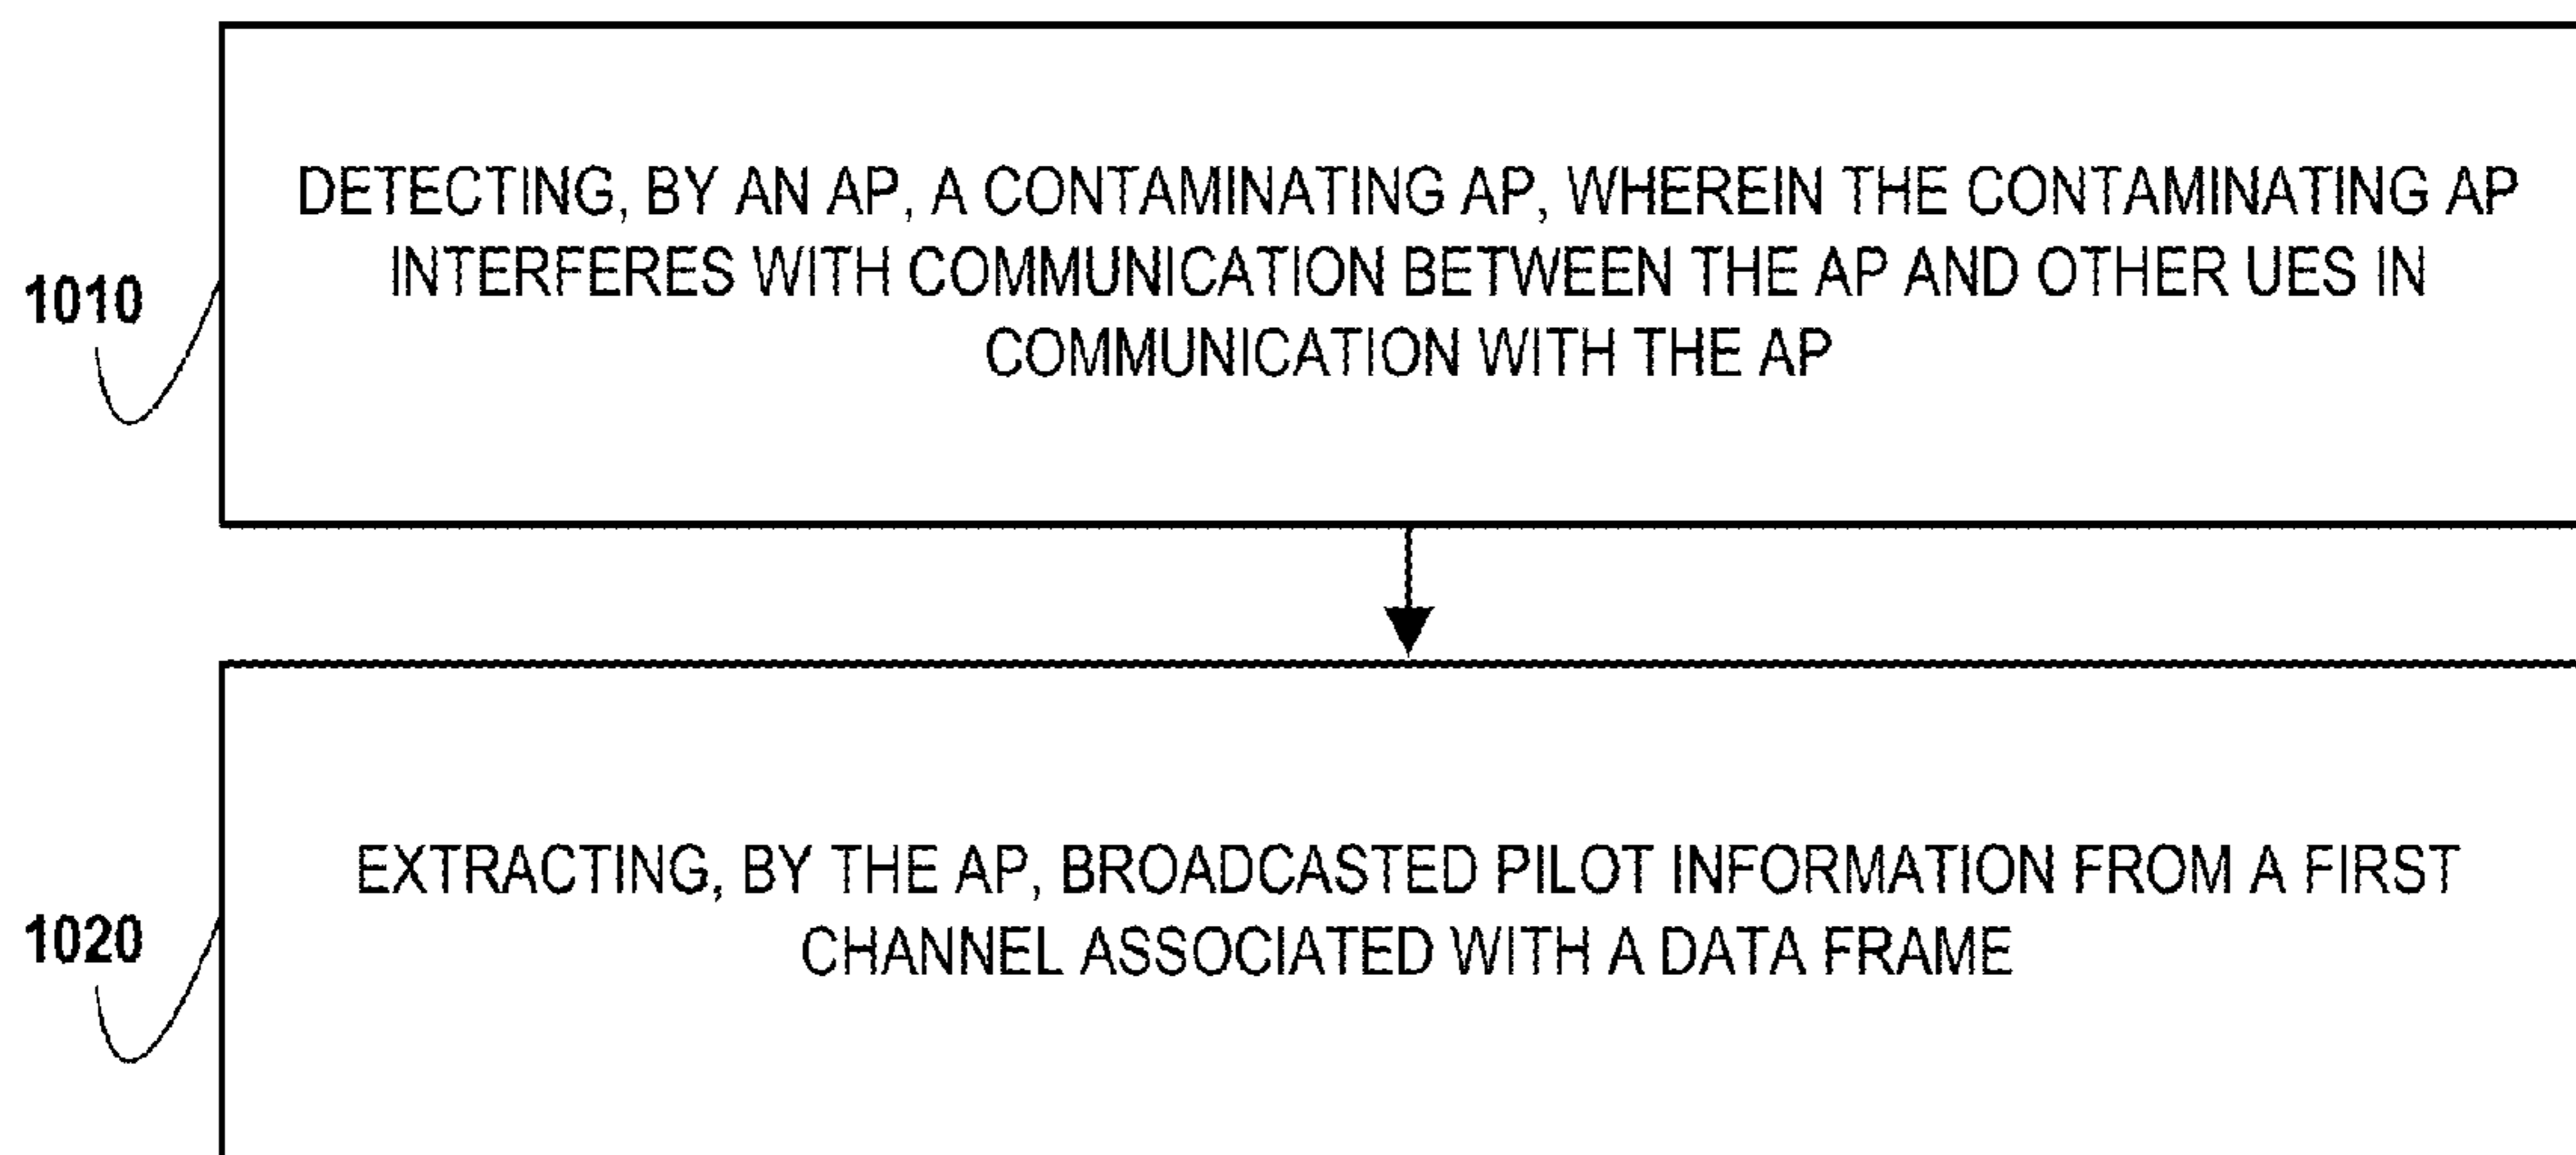 DETECTING, BY AN AP, A CONTAMINATING AP, WHEREIN THE CONTAMINATING AP
INTERFERES WITH COMMUNICATION BETWEEN THE AP AND OTHER UES IN
COMMUNICATION WITH THE AP
1010
EXTRACTING, BY THE AP, BROADCASTED PILOT INFORMATION FROM A FIRST
CHANNEL ASSOCIATED WITH A DATA FRAME
1020